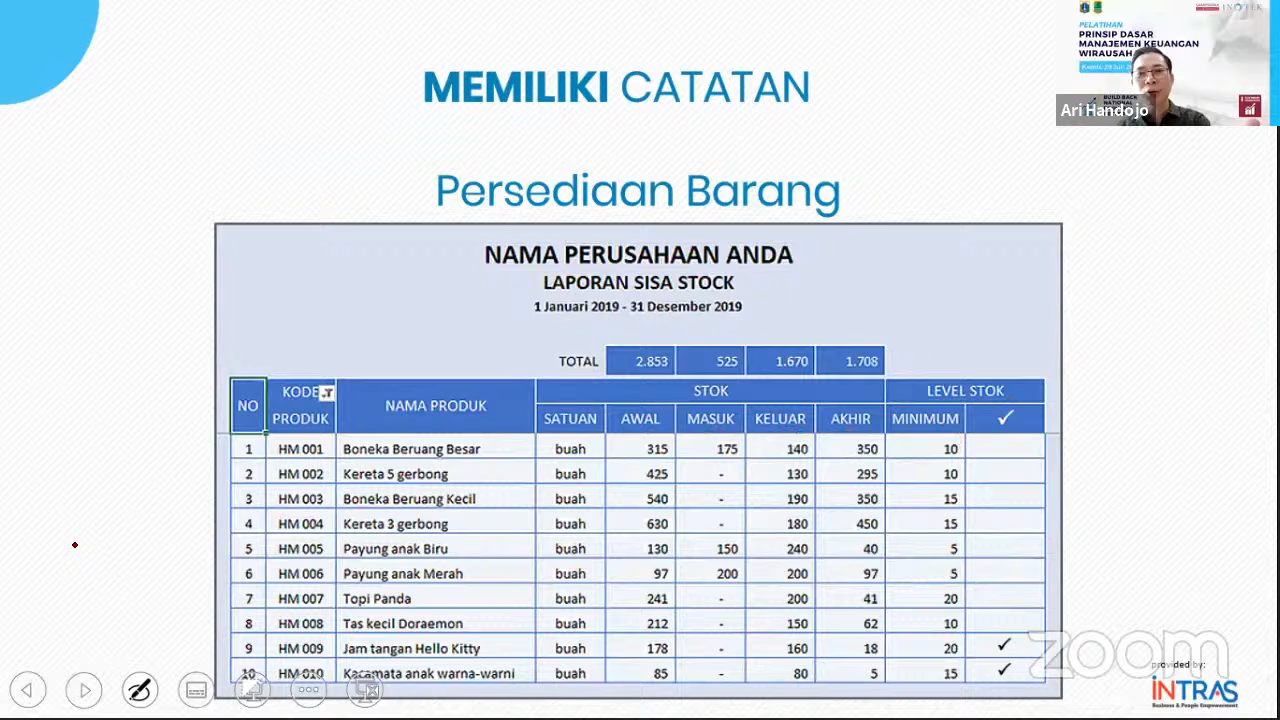 PELATIHAN
PRINSIP DASAR
MANAJEMEN KEUANGAN
WIRAUSAH
Ari Handojo
MEMILIKI CATATAN
Persediaan Barang
NAMA PERUSAHAAN ANDA
LAPORAN SISA STOCK
1 Januari 2019 - 31 Desember 2019
TOTAL 2.853 525 1.670 1.708
NO KODE PRODUK NAMA PRODUK STOK LEVEL STOK
SATUAN AWAL MASUK KELUAR AKHIR MINIMUM ✓
1 HM 001 Boneka Beruang Besar buah 315 175 140 350 10
2 HM 002 Kereta 5 gerbong buah 425 - 130 295 10
3 HM 003 Boneka Beruang Kecil buah 540 - 190 350 15
4 HM 004 Kereta 3 gerbong buah 630 - 180 450 15
5 HM 005 Payung anak Biru buah 130 150 240 40 5
6 HM 006 Payung anak Merah buah 97 200 200 97 5
7 HM 007 Topi Panda buah 241 - 200 41 20
8 HM 008 Tas kecil Doraemon buah 212 - 150 62 10
9 HM 009 Jam tangan Hello Kitty buah 178 - 160 18 20 ✓
10 HM 010 Kacamata anak warna-warni buah 85 - 80 5 15 ✓
zoom
provided by:
INTRAS
Business & People Empowerment